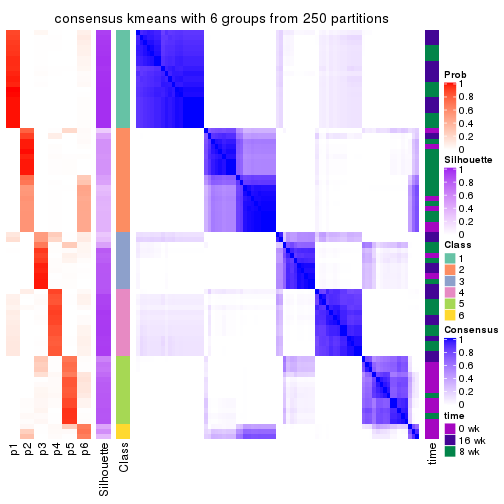 consensus kmeans with 6 groups from 250 partitions
Prob
1
0.8
0.6
0.4
0.2
0
Silhouette
1
0.8
0.6
0.4
0.2
0
Class
1
2
3
4
5
6
Consensus
1
0.8
0.6
0.4
0.2
0
time
0 wk
16 wk
8 wk
p1
p2
p3
p4
p5
p6
Silhouette
Class
time